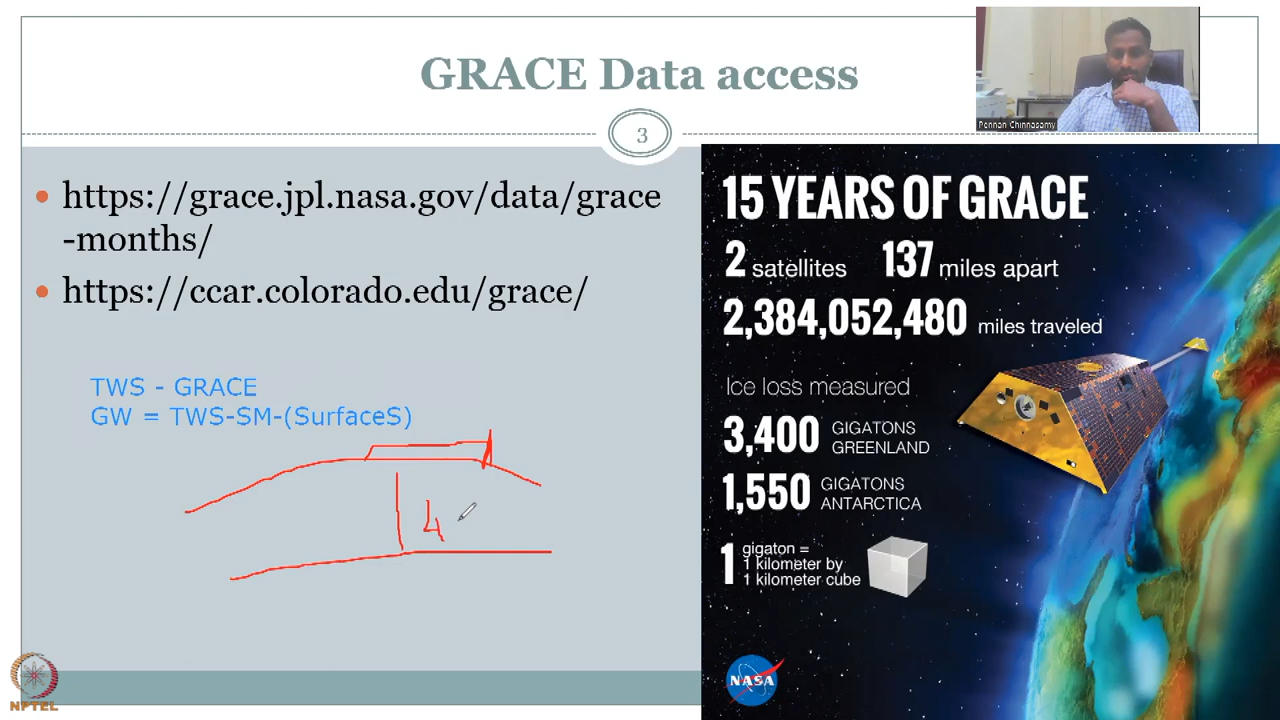 GRACE Data access
3
Pennan Chinnasamy
https://grace.jpl.nasa.gov/data/grace
-months/
https://ccar.colorado.edu/grace/
TWS - GRACE
GW = TWS-SM-(SurfaceS)
4
15 YEARS OF GRACE
2 satellites 137 miles apart
2,384,052,480 miles traveled
Ice loss measured
3,400 GIGATONS
GREENLAND
1,550 GIGATONS
ANTARCTICA
1 gigaton =
1 kilometer by
1 kilometer cube
NASA
NPTEL